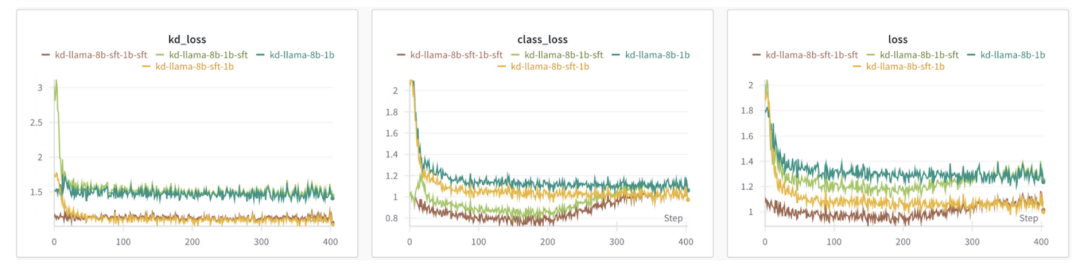 kd_loss
kd-llama-8b-sft-1b-sft kd-llama-8b-1b-sft kd-llama-8b-1b
kd-llama-8b-sft-1b
3
2.5
2
1.5
0 100 200 300 400
class_loss
kd-llama-8b-sft-1b-sft kd-llama-8b-1b-sft kd-llama-8b-1b
kd-llama-8b-sft-1b
2
1.8
1.6
1.4
1.2
1
0.8
Step
0 100 200 300 400
loss
kd-llama-8b-sft-1b-sft kd-llama-8b-1b-sft kd-llama-8b-1b
kd-llama-8b-sft-1b
2
1.8
1.6
1.4
1.2
1
Step
0 100 200 300 400